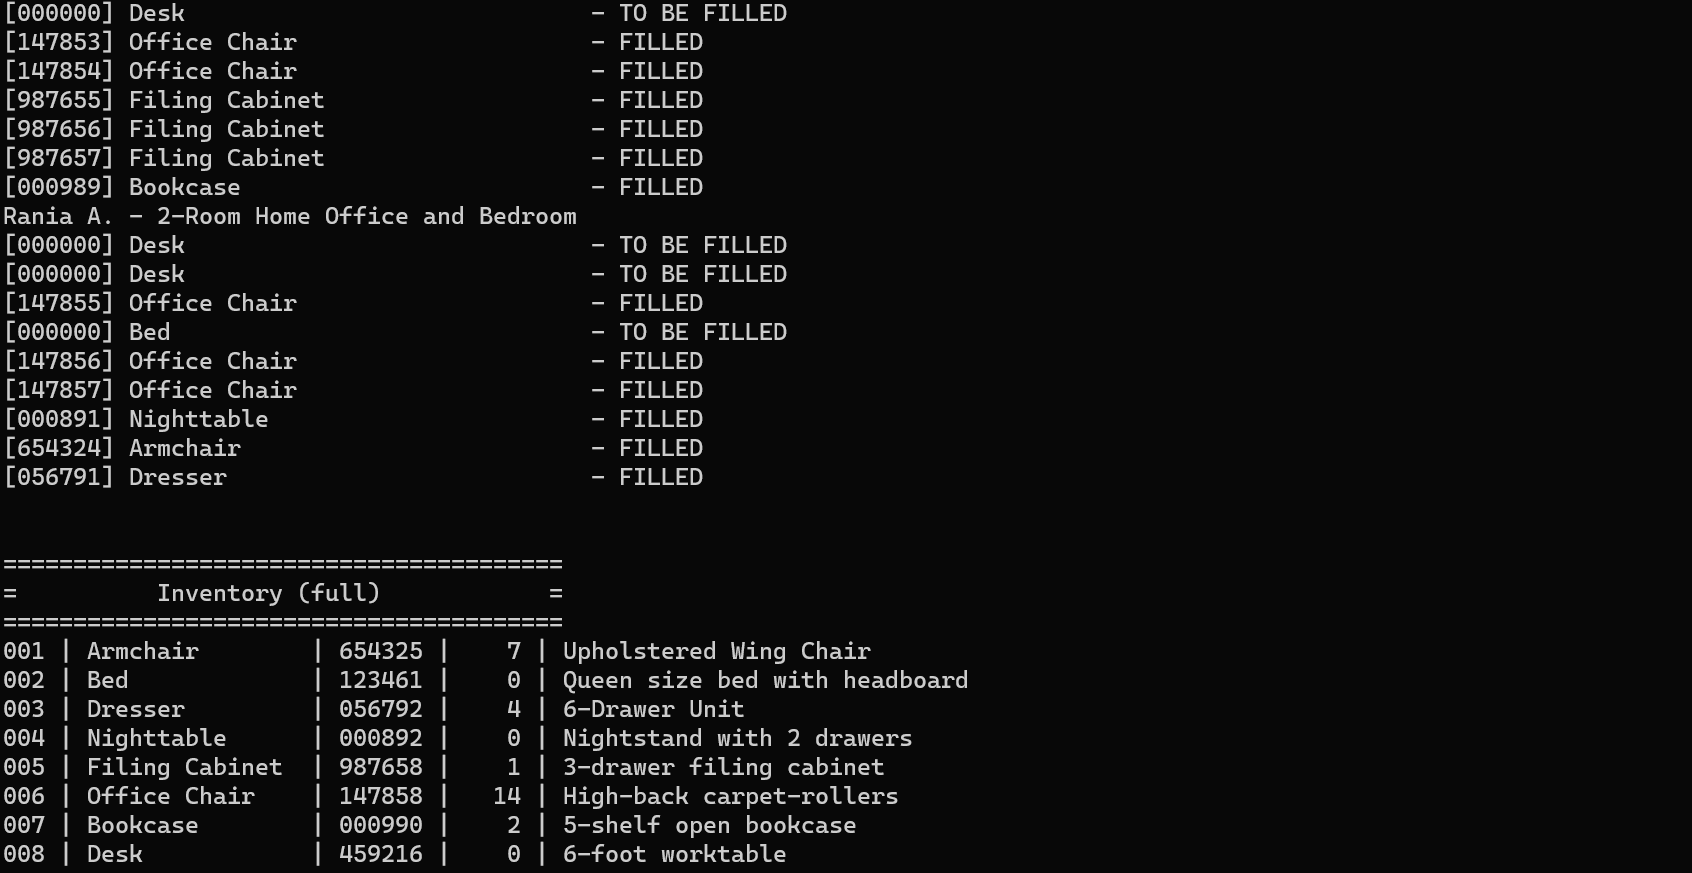 [000000] Desk                             - TO BE FILLED
[147853] Office Chair                     - FILLED
[147854] Office Chair                     - FILLED
[987655] Filing Cabinet                   - FILLED
[987656] Filing Cabinet                   - FILLED
[987657] Filing Cabinet                   - FILLED
[000989] Bookcase                         - FILLED
Rania A. - 2-Room Home Office and Bedroom
[000000] Desk                             - TO BE FILLED
[000000] Desk                             - TO BE FILLED
[147855] Office Chair                     - FILLED
[000000] Bed                              - TO BE FILLED
[147856] Office Chair                     - FILLED
[147857] Office Chair                     - FILLED
[000891] Nighttable                       - FILLED
[654324] Armchair                         - FILLED
[056791] Dresser                          - FILLED
========================================
=          Inventory (full)            =
========================================
001 | Armchair        | 654325 |    7 | Upholstered Wing Chair
002 | Bed             | 123461 |    0 | Queen size bed with headboard
003 | Dresser         | 056792 |    4 | 6-Drawer Unit
004 | Nighttable      | 000892 |    0 | Nightstand with 2 drawers
005 | Filing Cabinet  | 987658 |    1 | 3-drawer filing cabinet
006 | Office Chair    | 147858 |   14 | High-back carpet-rollers
007 | Bookcase        | 000990 |    2 | 5-shelf open bookcase
008 | Desk            | 459216 |    0 | 6-foot worktable